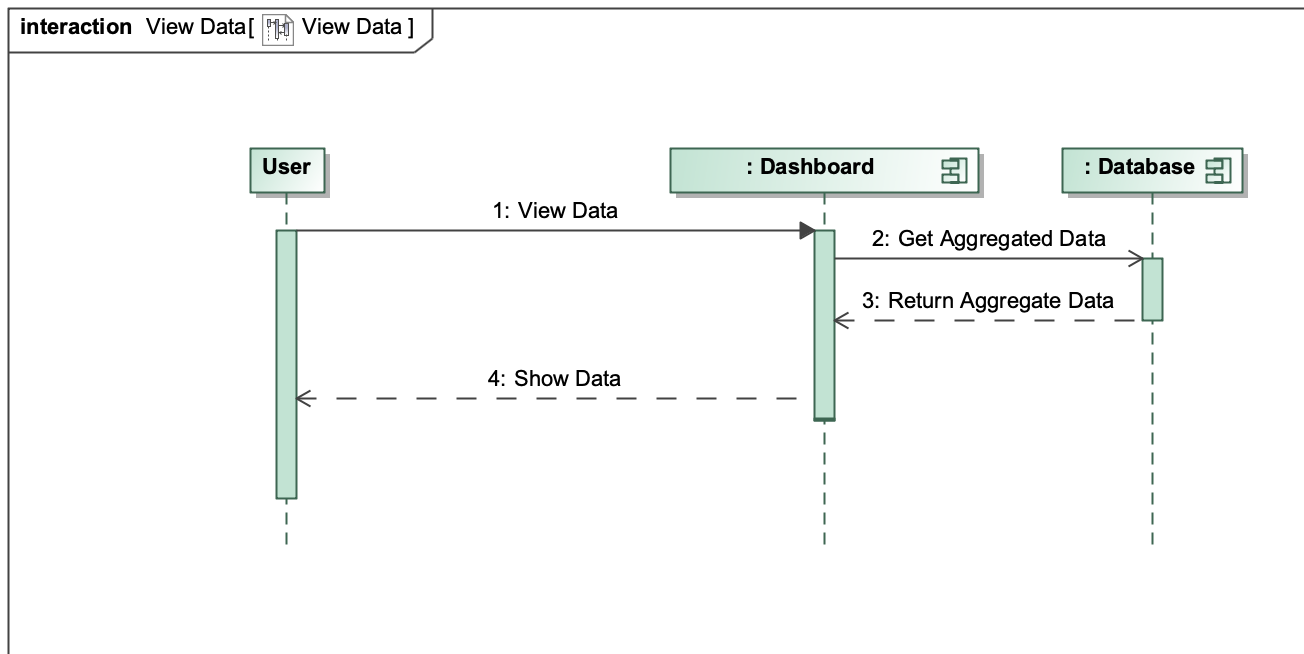 interaction View Data[ View Data ]
User
: Dashboard
: Database
1: View Data
2: Get Aggregated Data
3: Return Aggregate Data
4: Show Data